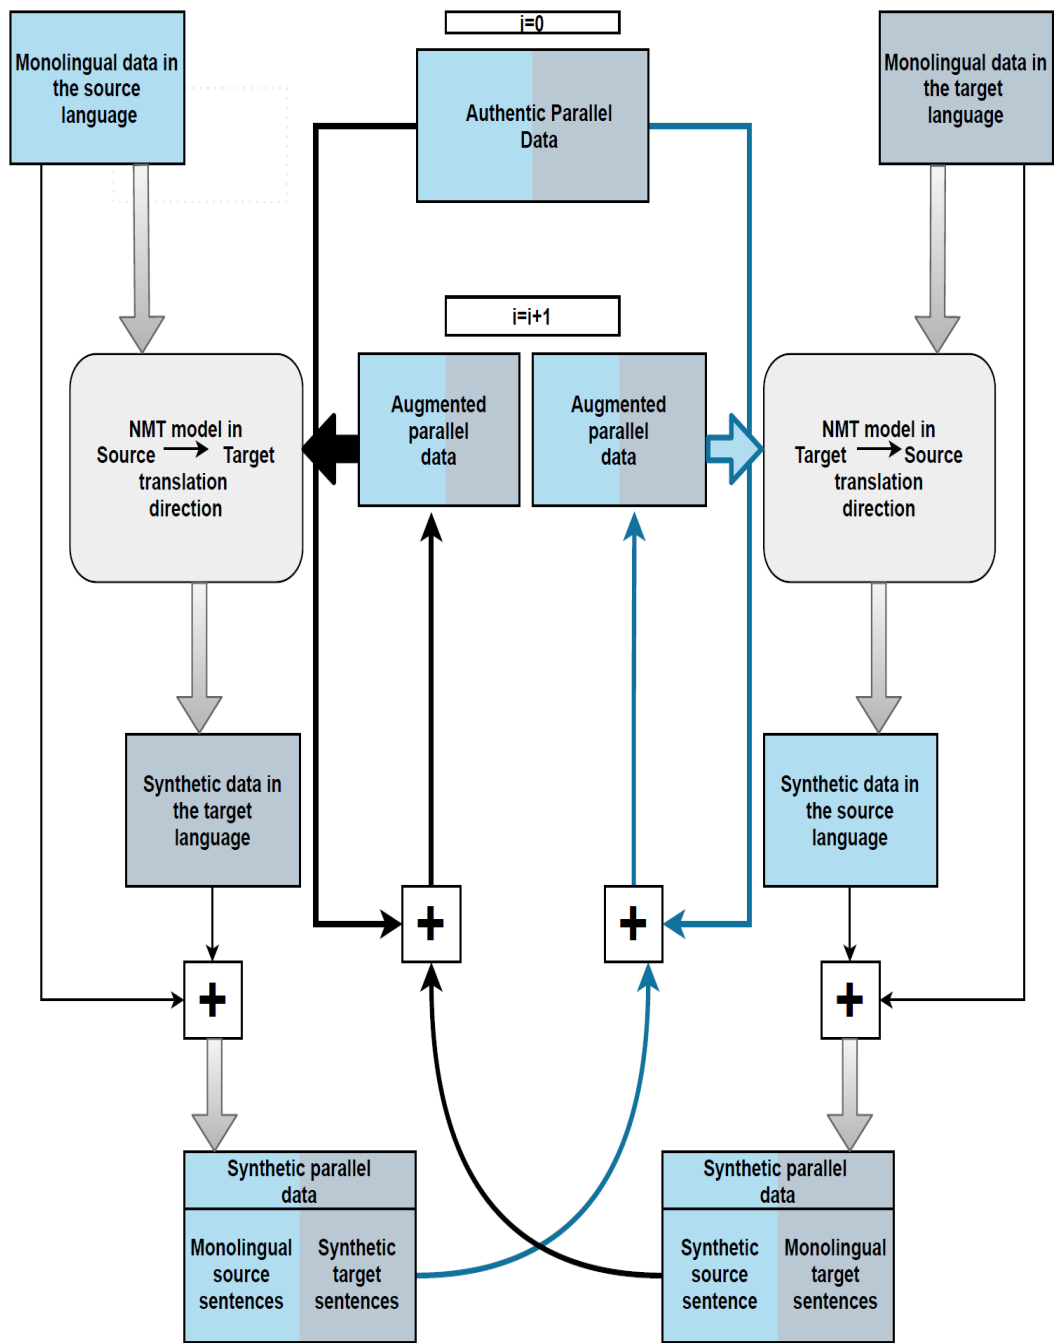 Monolingual data in
the source
language
i=0
Authentic Parallel
Data
Monolingual data in
the target
language
i=i+1
NMT model in
Source Target
translation
direction
Augmented
parallel
data
Augmented
parallel
data
NMT model in
Target Source
translation
direction
Synthetic data in
the target
language
Synthetic data in
the source
language
+
+
+
+
Synthetic parallel
data
Monolingual
source
sentences
Synthetic
target
sentences
Synthetic parallel
data
Synthetic
source
sentence
Monolingual
target
sentences